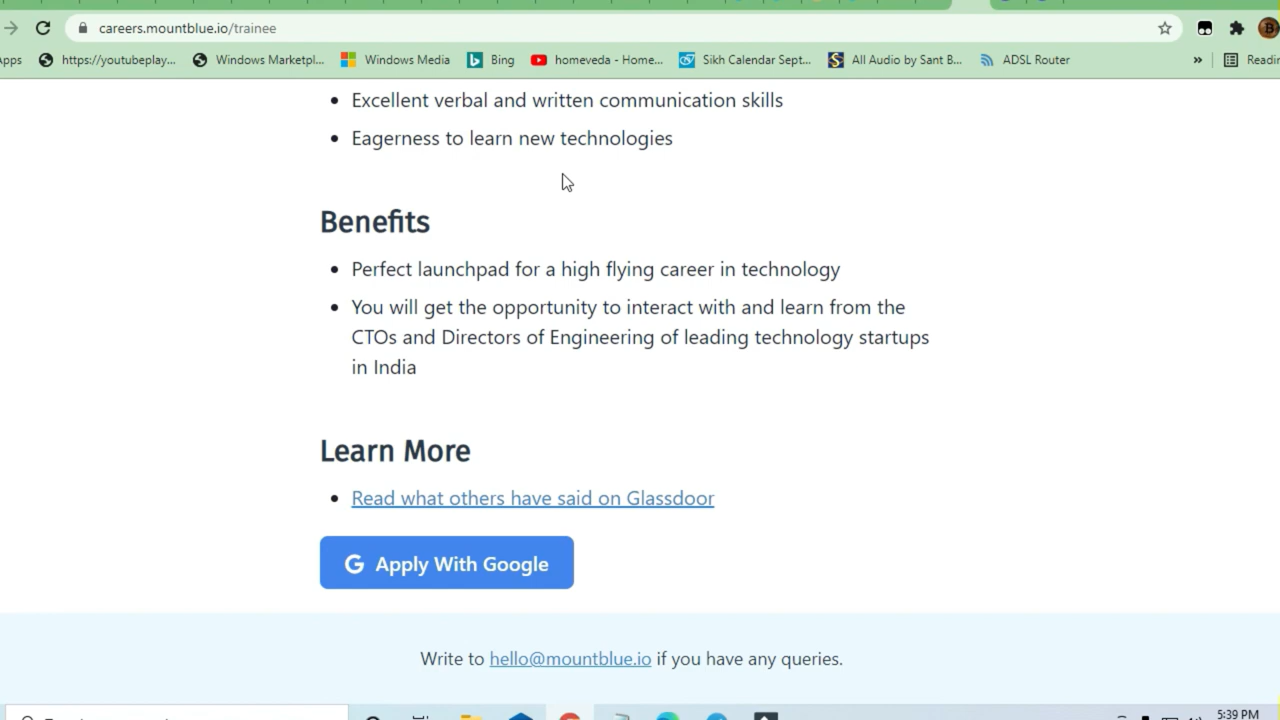 careers.mountblue.io/trainee
https://youtubeplay... Windows Marketpl... Windows Media Bing homeveda - Home... Sikh Calendar Sept... All Audio by Sant B... ADSL Router »
Excellent verbal and written communication skills
Eagerness to learn new technologies
Benefits
Perfect launchpad for a high flying career in technology
You will get the opportunity to interact with and learn from the
CTOs and Directors of Engineering of leading technology startups
in India
Learn More
Read what others have said on Glassdoor
G Apply With Google
Write to hello@mountblue.io if you have any queries.
5:39 PM